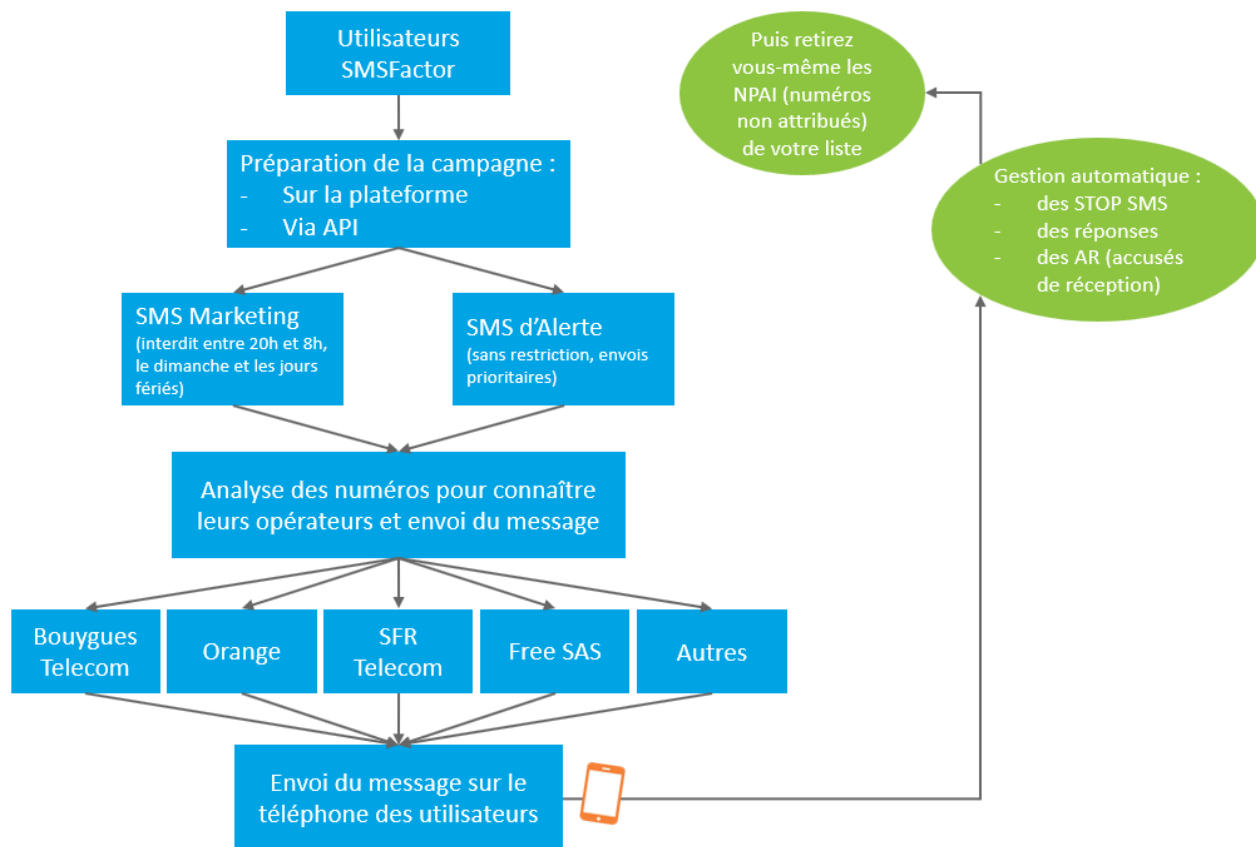 Utilisateurs
SMSFactor
Préparation de la campagne :
- Sur la plateforme
- Via API
SMS Marketing
(interdit entre 20h et 8h,
le dimanche et les jours
fériés)
SMS d'Alerte
(sans restriction, envois
prioritaires)
Analyse des numéros pour connaître
leurs opérateurs et envoi du message
Bouygues
Telecom
Orange
SFR
Telecom
Free SAS
Autres
Envoi du message sur le
téléphone des utilisateurs
Gestion automatique :
- des STOP SMS
- des réponses
- des AR (accusés
de réception)
Puis retirez
vous-même les
NPAI (numéros
non attribués)
de votre liste